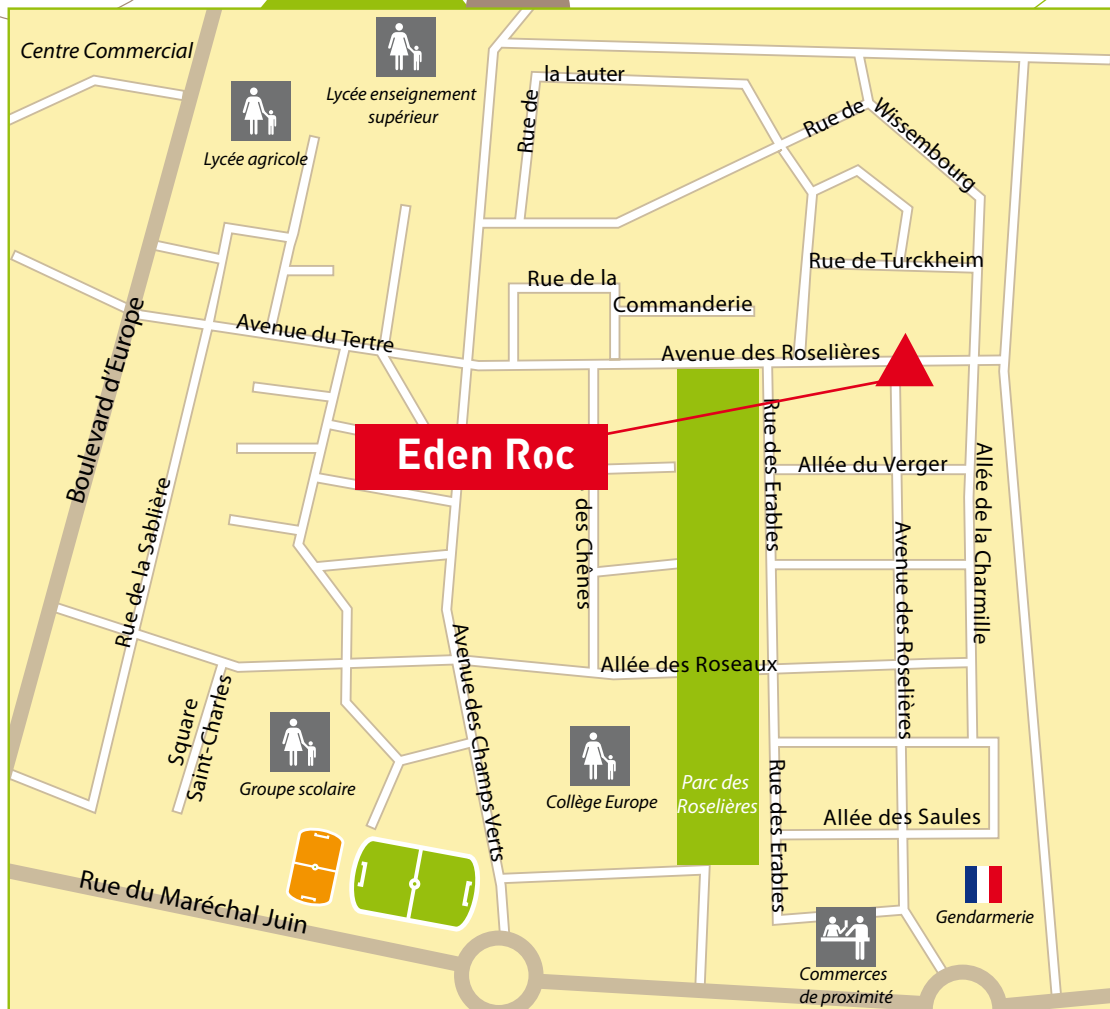 Centre Commercial
Lycée enseignement
supérieur
Lycée agricole
Rue de
la Lauter
Rue de
Wissembourg
Rue de Turckheim
Rue de la
Commanderie
Avenue du Tertre
Avenue des Roselières
Boulevard d'Europe
Eden Roc
Rue de la Sablière
des Chênes
Rue des Erables
Allée du Verger
Avenue des Roselières
Allée de la Charmille
Allée des Roseaux
Avenue des Champs Verts
Square
Saint-Charles
Groupe scolaire
Collège Europe
Parc des
Roselières
Rue des Erables
Allée des Saules
Rue du Maréchal Juin
Gendarmerie
Commerces
de proximité